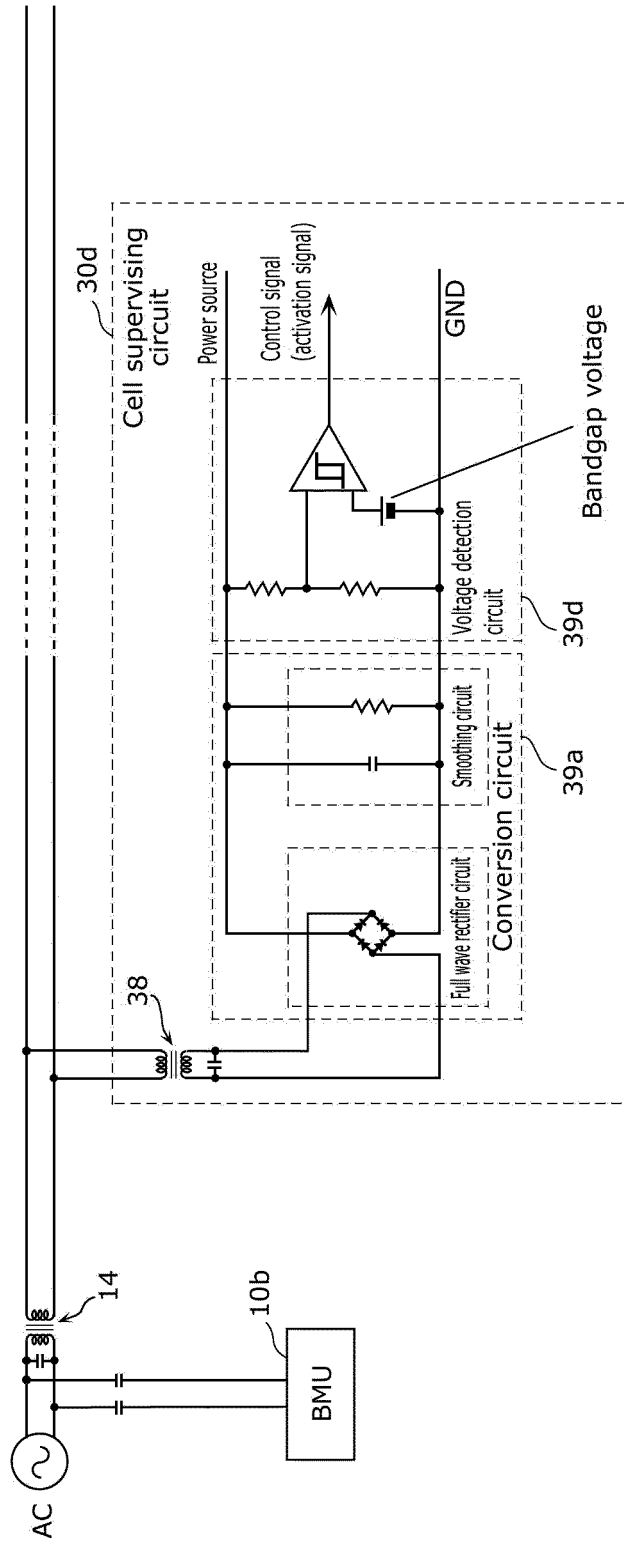 AC
14
BMU
10b
38
30d
Cell supervising
circuit
Power source
Control signal
(activation signal)
GND
Full wave rectifier circuit
Smoothing circuit
Conversion circuit
39a
Voltage detection
circuit
39d
Bandgap voltage